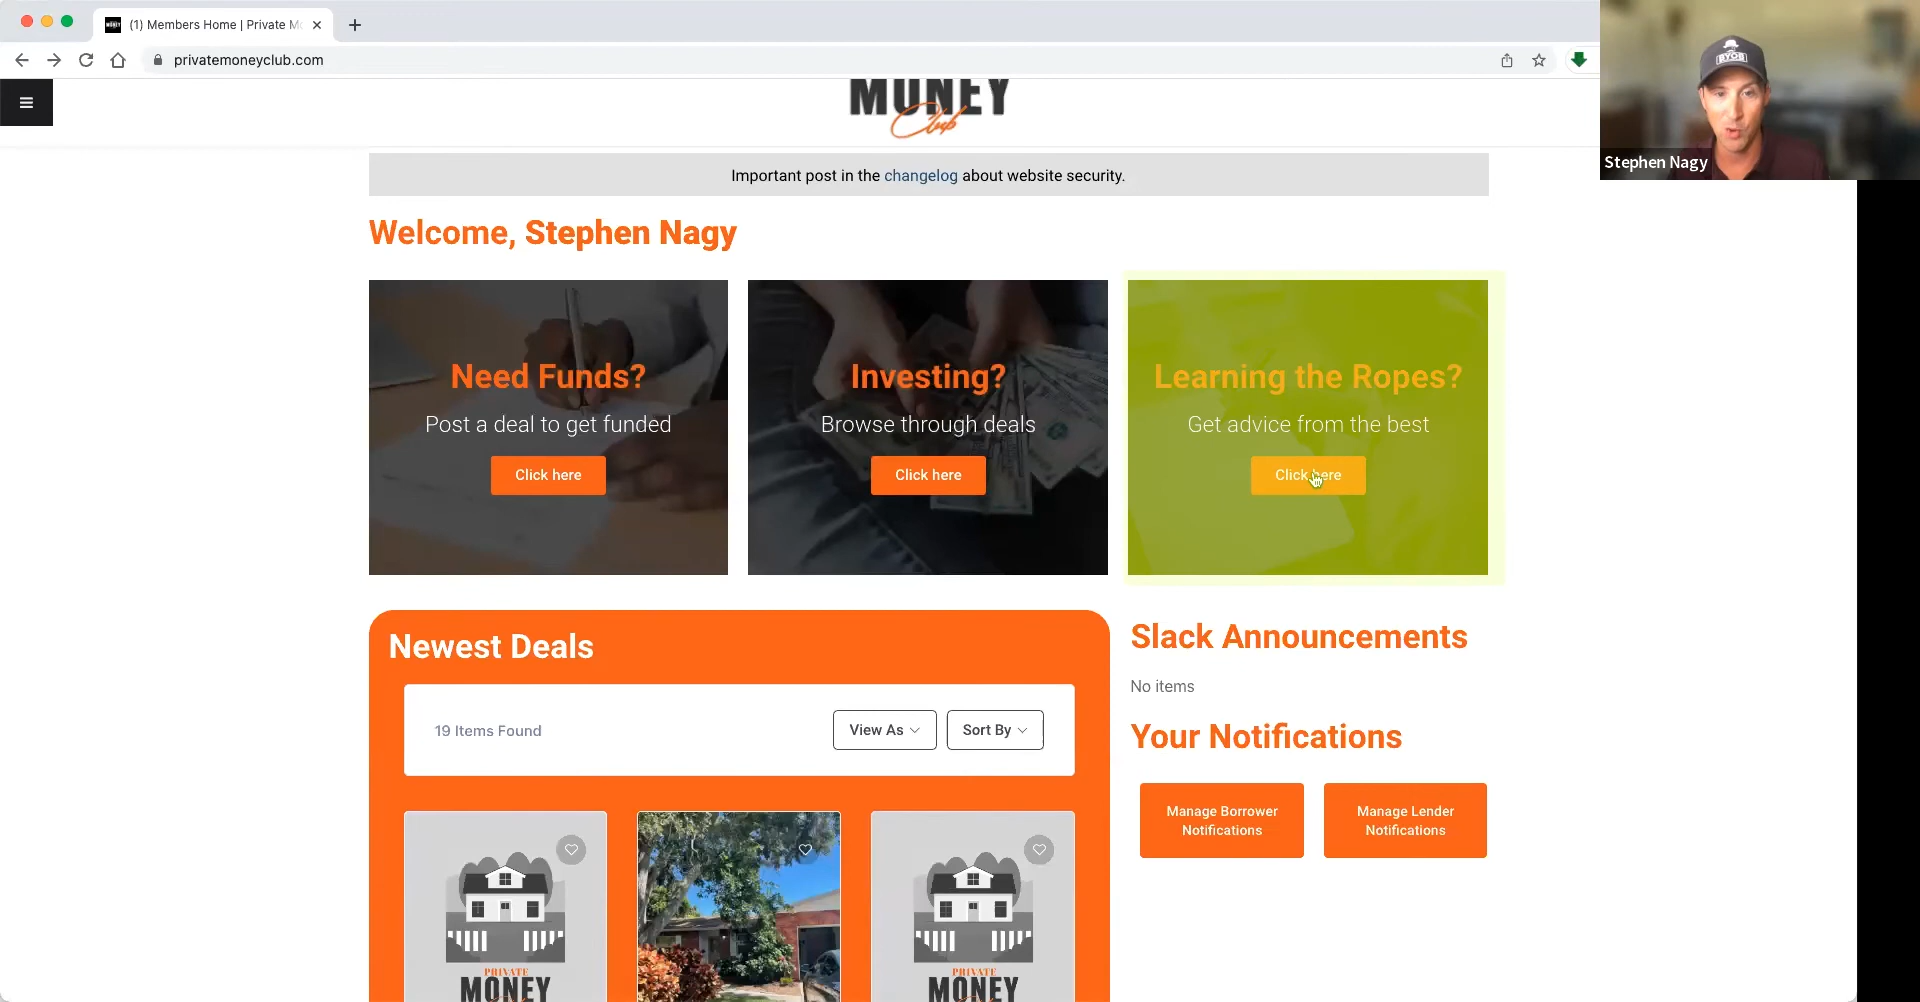 (1) Members Home | Private Mo
privatemoneyclub.com
MONEY
Club
RYOB
Stephen Nagy
Important post in the changelog about website security.
Welcome, Stephen Nagy
Need Funds?
Post a deal to get funded
Click here
Investing?
Browse through deals
Click here
Learning the Ropes?
Get advice from the best
Click here
Newest Deals
19 Items Found
View As
Sort By
PRIVATE
MONEY
PRIVATE
MONEY
Slack Announcements
No items
Your Notifications
Manage Borrower
Notifications
Manage Lender
Notifications